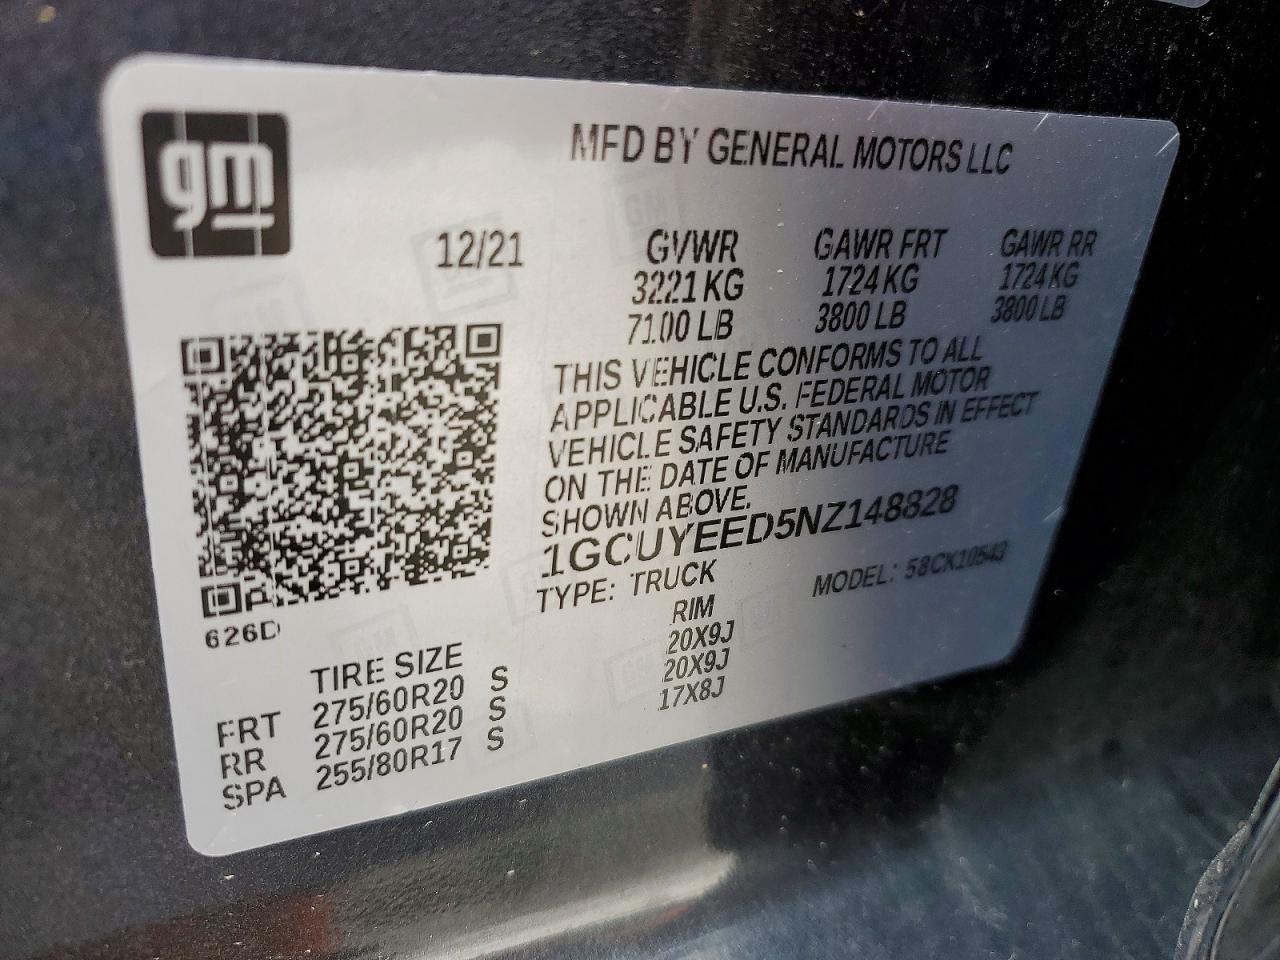 gm
MFD BY GENERAL MOTORS LLC
12/21 GVWR GAWR FRT GAWR RR
3221 KG 1724 KG 1724 KG
7100 LB 3800 LB 3800 LB
THIS VEHICLE CONFORMS TO ALL
APPLICABLE U.S. FEDERAL MOTOR
VEHICLE SAFETY STANDARDS IN EFFECT
ON THE DATE OF MANUFACTURE
SHOWN ABOVE.
1GCUYEED5NZ148828
TYPE: TRUCK MODEL: 58CK10543
626D
TIRE SIZE RIM
FRT 275/60R20 S 20X9J
RR 275/60R20 S 20X9J
SPA 255/80R17 S 17X8J